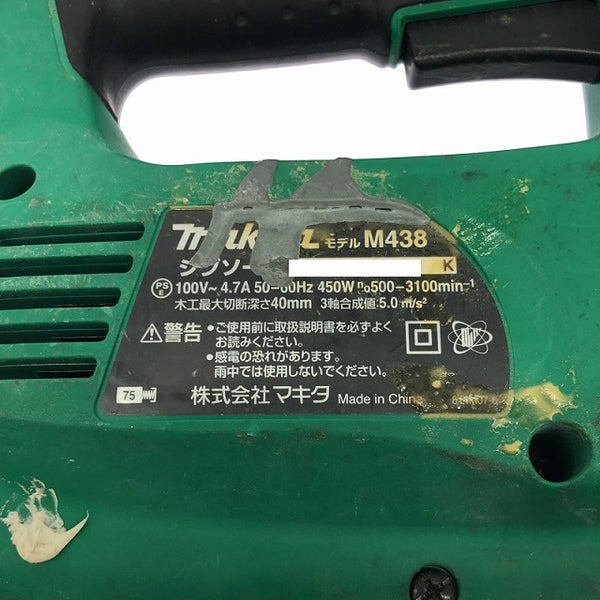 Makita モデル M438
ジグソー K
PS E 100V~ 4.7A 50-60Hz 450W n₀500-3100min⁻¹
木工最大切断深さ40mm 3軸合成値:5.0 m/s²
⚠警告 •ご使用前に取扱説明書を必ずよく
お読みください。
•感電の恐れがあります。
雨中では使用しないでください。
75 株式会社 マキタ Made in China